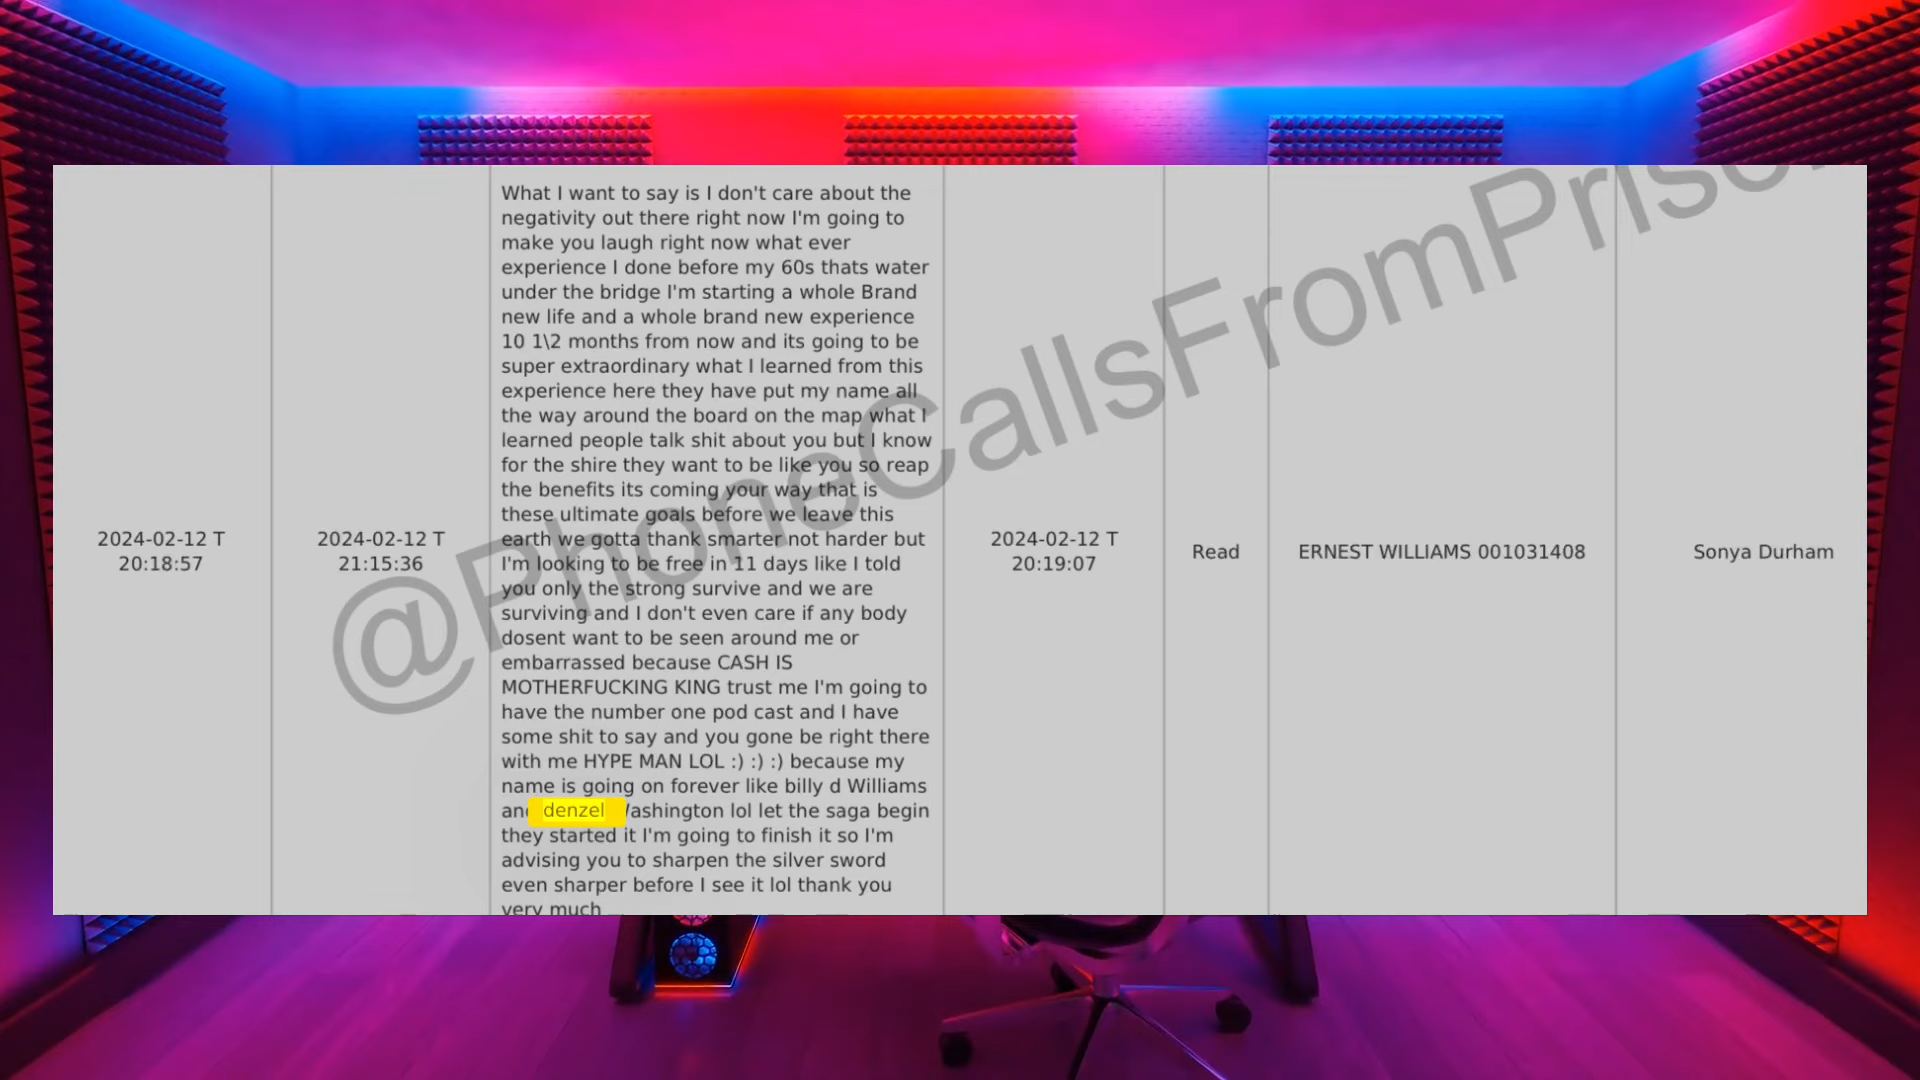 What I want to say is I don't care about the
negativity out there right now I'm going to
make you laugh right now what ever
experience I done before my 60s thats water
under the bridge I'm starting a whole Brand
new life and a whole brand new experience
10 1\2 months from now and its going to be
super extraordinary what I learned from this
experience here they have put my name all
the way around the board on the map what I
learned people talk shit about you but I know
for the shire they want to be like you so reap
the benefits its coming your way that is
these ultimate goals before we leave this
earth we gotta thank smarter not harder but
I'm looking to be free in 11 days like I told
you only the strong survive and we are
surviving and I don't even care if any body
dosent want to be seen around me or
embarrassed because CASH IS
MOTHERFUCKING KING trust me I'm going to
have the number one pod cast and I have
some shit to say and you gone be right there
with me HYPE MAN LOL :) :) :) because my
name is going on forever like billy d Williams
and denzel Washington lol let the saga begin
they started it I'm going to finish it so I'm
advising you to sharpen the silver sword
even sharper before I see it lol thank you
very much
2024-02-12 T
20:18:57
2024-02-12 T
21:15:36
2024-02-12 T
20:19:07
Read
ERNEST WILLIAMS 001031408
Sonya Durham
@PhoneCallsFromPrison